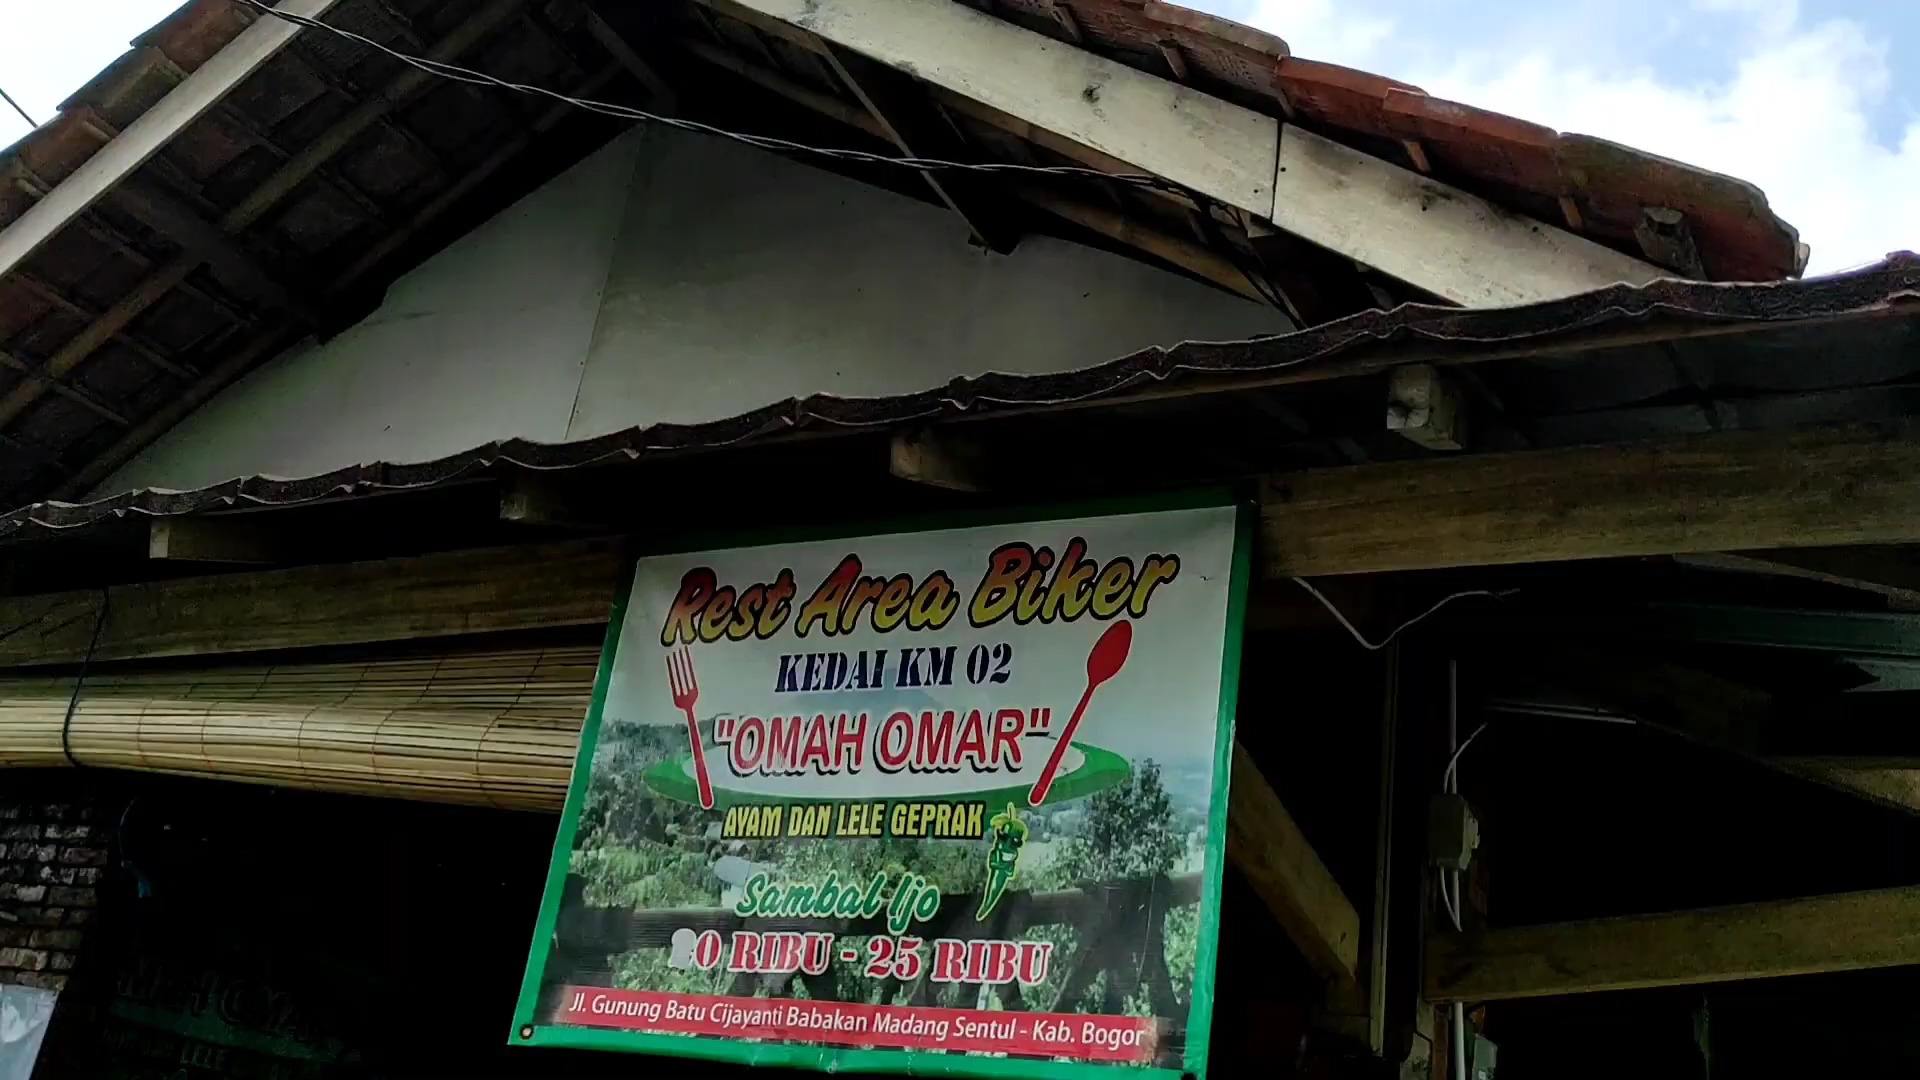 Rest Area Biker
KEDAI KM 02
"OMAH OMAR"
AYAM DAN LELE GEPRAK
Sambal Ijo
RIBU - 25 RIBU
Jl. Gunung Batu Cijayanti Babakan Madang Sentul - Kab. Bogor